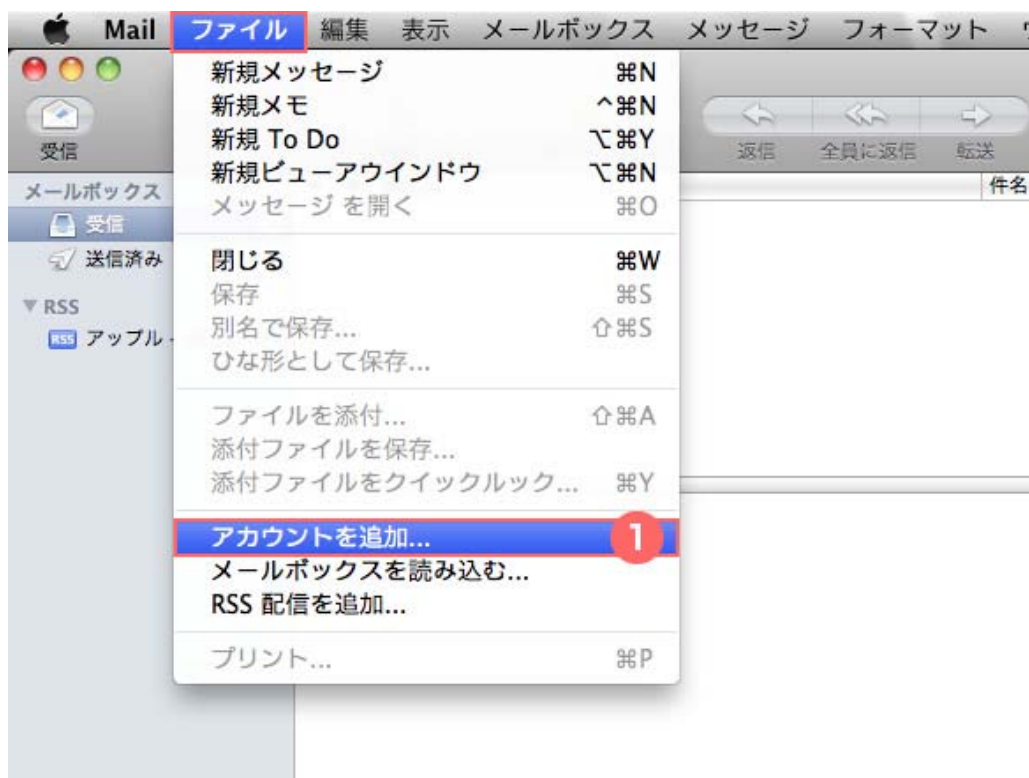 Mail ファイル 編集 表示 メールボックス メッセージ フォーマット
新規メッセージ ⌘N
新規メモ ^⌘N
新規 To Do ⌥⌘Y
新規ビューアウインドウ ⌥⌘N
メッセージ を開く ⌘O
閉じる ⌘W
保存 ⌘S
別名で保存... ⇧⌘S
ひな形として保存...
ファイルを添付... ⇧⌘A
添付ファイルを保存...
添付ファイルをクイックルック... ⌘Y
アカウントを追加... 1
メールボックスを読み込む...
RSS 配信を追加...
プリント... ⌘P
受信
返信 全員に返信 転送
メールボックス
受信
送信済み
RSS
RSS アップル
件名